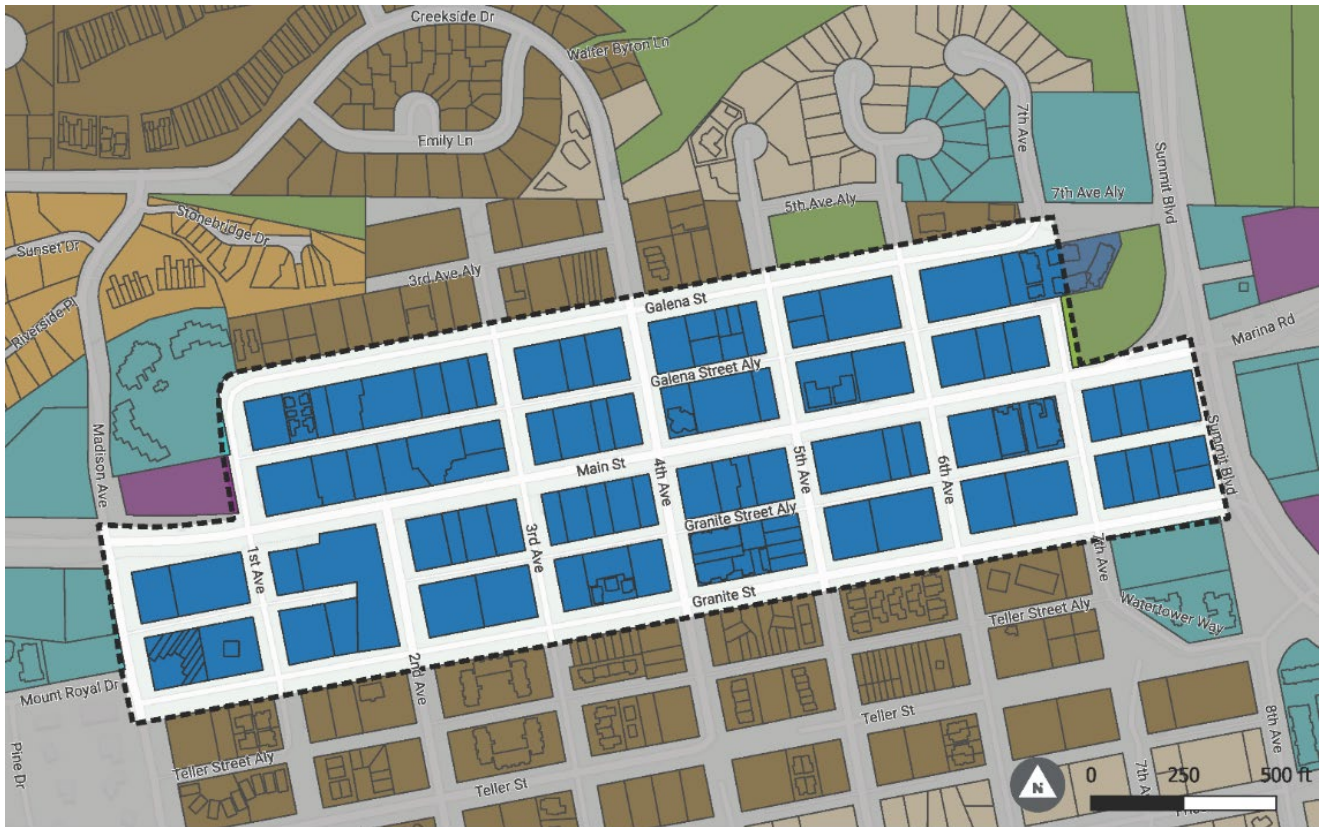 Creekside Dr
Walter Byron Ln
Emily Ln
7th Ave
Summit Blvd
7th Ave Aly
5th Ave Aly
Stonebridge Dr
Sunset Dr
3rd Ave Aly
Riverside Pl
Galena St
Marina Rd
Galena Street Aly
Madison Ave
Main St
4th Ave
5th Ave
6th Ave
Summit Blvd
Granite Street Aly
1st Ave
3rd Ave
7th Ave
Granite St
Waterflower Way
Teller Street Aly
2nd Ave
Mount Royal Dr
Teller St
8th Ave
Pine Dr
Teller Street Aly
Teller St
N
0 250 500 ft